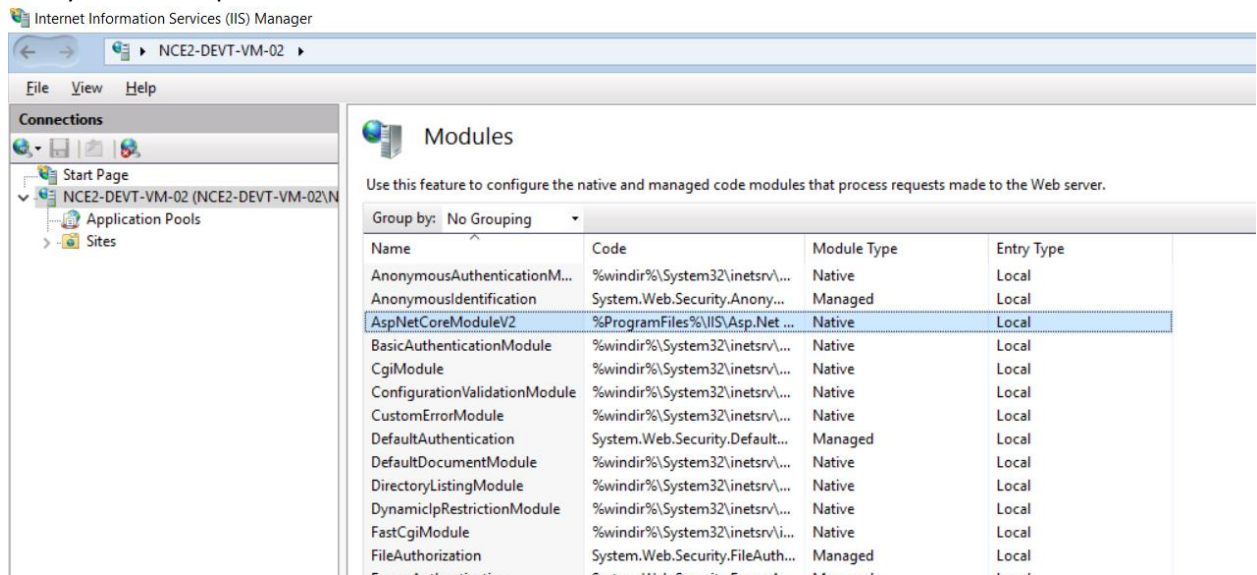 Internet Information Services (IIS) Manager
NCE2-DEVT-VM-02
File View Help
Connections
Start Page
NCE2-DEVT-VM-02 (NCE2-DEVT-VM-02\N
Application Pools
Sites
Modules
Use this feature to configure the native and managed code modules that process requests made to the Web server.
Group by: No Grouping
Name Code Module Type Entry Type
AnonymousAuthenticationM... %windir%\System32\inetsrv\... Native Local
AnonymousIdentification System.Web.Security.Anony... Managed Local
AspNetCoreModuleV2 %ProgramFiles%\IIS\Asp.Net ... Native Local
BasicAuthenticationModule %windir%\System32\inetsrv\... Native Local
CgiModule %windir%\System32\inetsrv\... Native Local
ConfigurationValidationModule %windir%\System32\inetsrv\... Native Local
CustomErrorModule %windir%\System32\inetsrv\... Native Local
DefaultAuthentication System.Web.Security.Default... Managed Local
DefaultDocumentModule %windir%\System32\inetsrv\... Native Local
DirectoryListingModule %windir%\System32\inetsrv\... Native Local
DynamicIpRestrictionModule %windir%\System32\inetsrv\... Native Local
FastCgiModule %windir%\System32\inetsrv\i... Native Local
FileAuthorization System.Web.Security.FileAuth... Managed Local